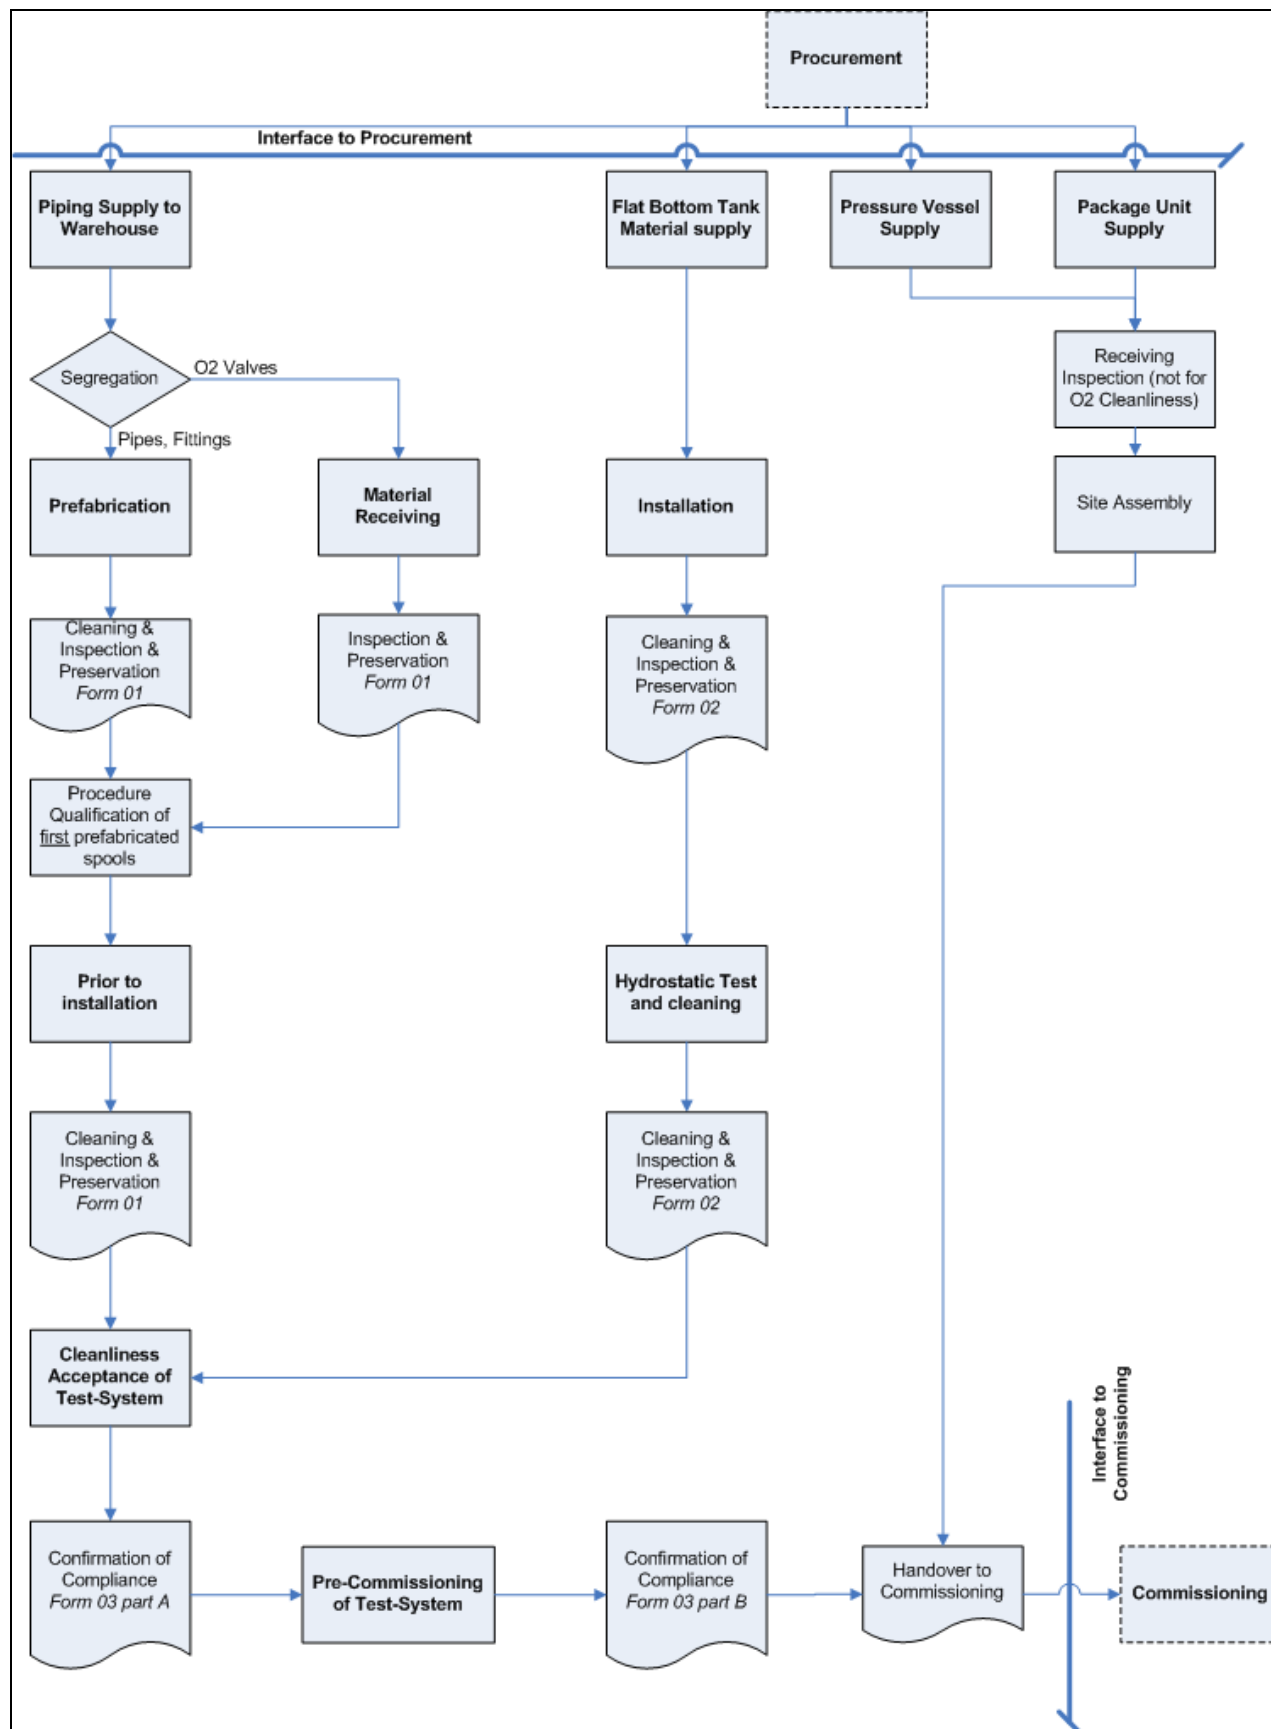 Procurement
Interface to Procurement
Piping Supply to
Warehouse
Flat Bottom Tank
Material supply
Pressure Vessel
Supply
Package Unit
Supply
Segregation
O2 Valves
Pipes, Fittings
Receiving
Inspection (not for
O2 Cleanliness)
Prefabrication
Material
Receiving
Installation
Site Assembly
Cleaning &
Inspection &
Preservation
Form 01
Inspection &
Preservation
Form 01
Cleaning &
Inspection &
Preservation
Form 02
Procedure
Qualification of
first prefabricated
spools
Prior to
installation
Hydrostatic Test
and cleaning
Cleaning &
Inspection &
Preservation
Form 01
Cleaning &
Inspection &
Preservation
Form 02
Cleanliness
Acceptance of
Test-System
Interface to
Commissioning
Confirmation of
Compliance
Form 03 part A
Pre-Commissioning
of Test-System
Confirmation of
Compliance
Form 03 part B
Handover to
Commissioning
Commissioning